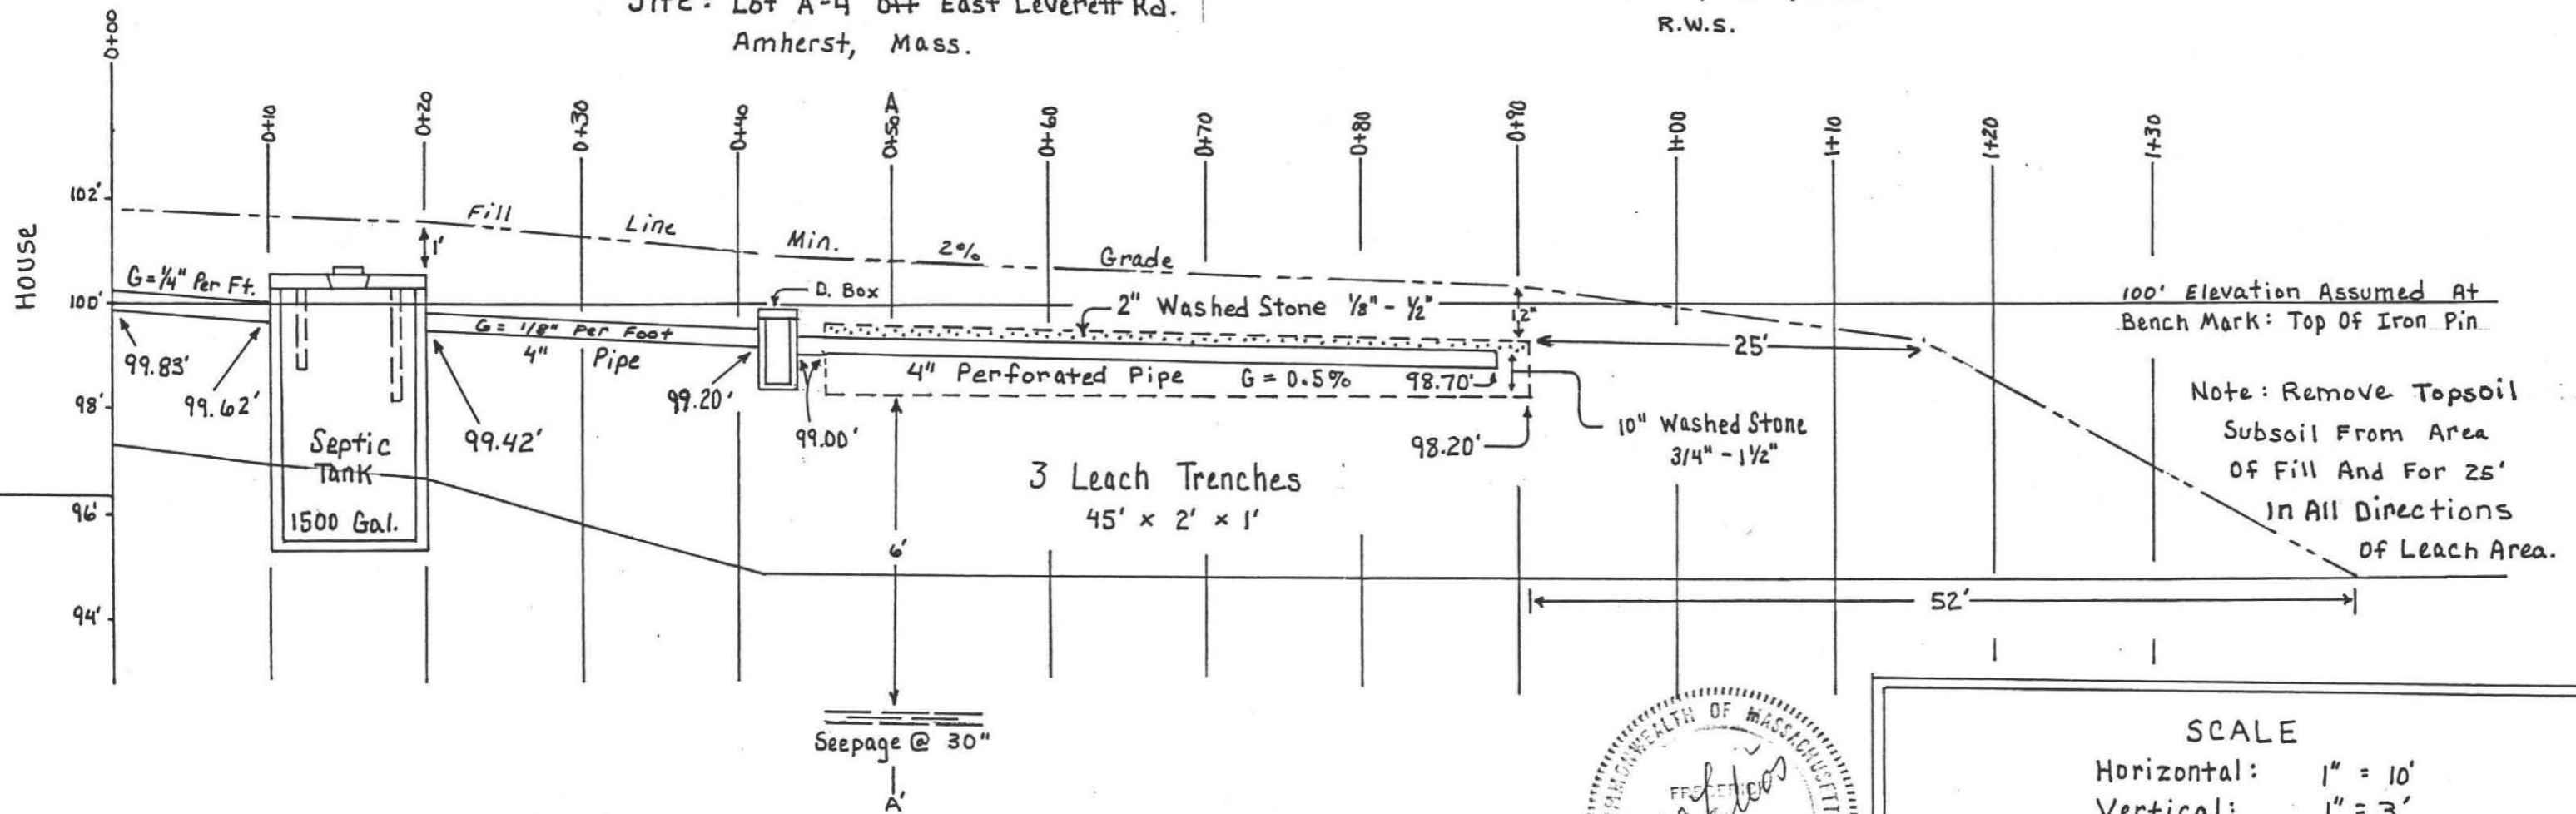 Site: Lot A-4 Off East Leverett Rd.
Amherst, Mass.
R.W.S.
0+00
0+10
0+20
0+30
0+40
A
0+50
0+60
0+70
0+80
0+90
1+00
1+10
1+20
1+30
HOUSE
102'
100'
98'
96'
94'
Fill Line Min. 2% Grade
1'
G=1/4" Per Ft.
D. Box
2" Washed Stone 1/8" - 1/2"
12"
100' Elevation Assumed At
Bench Mark: Top Of Iron Pin
G = 1/8" Per Foot
4" Pipe
25'
99.83'
99.62'
99.42'
99.20'
99.00'
4" Perforated Pipe G = 0.5% 98.70'
98.20'
10" Washed Stone
3/4" - 1 1/2"
Septic
Tank
1500 Gal.
3 Leach Trenches
45' x 2' x 1'
Note: Remove Topsoil
Subsoil From Area
Of Fill And For 25'
In All Directions
Of Leach Area.
6'
52'
Seepage @ 30"
A'
OF MASSACHUSETT
SCALE
Horizontal: 1" = 10'
Vertical: 1" = 3'